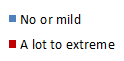 No or mild
A lot to extreme